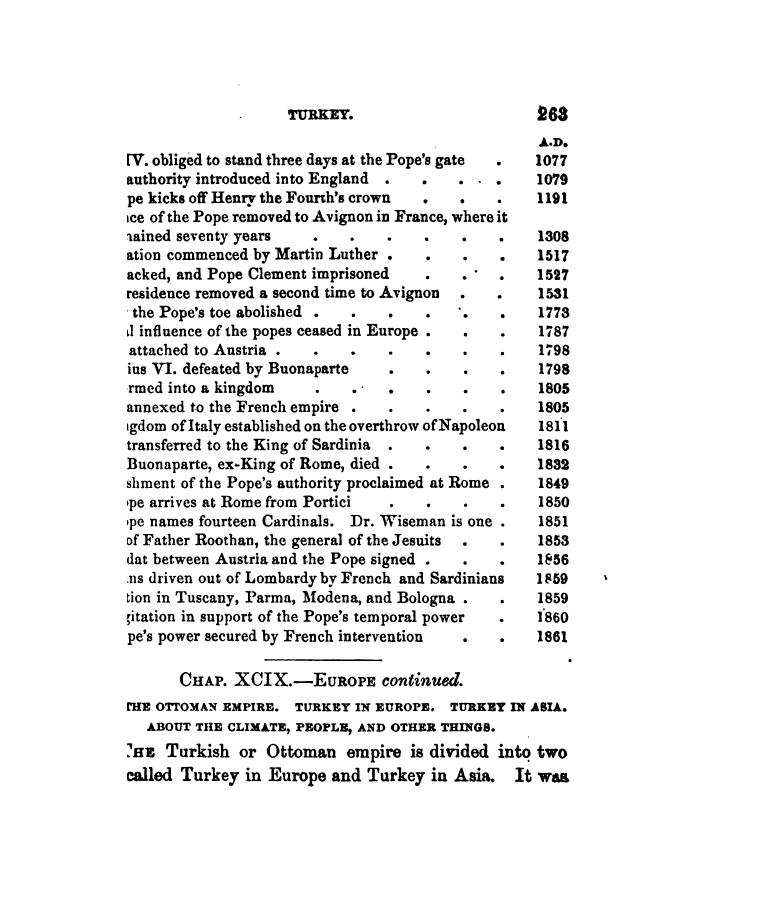 TURKEY. 263
A.D.
IV. obliged to stand three days at the Pope's gate . 1077
authority introduced into England . . . . 1079
pe kicks off Henry the Fourth's crown . . . 1191
ice of the Pope removed to Avignon in France, where it
nained seventy years . . . . . . 1308
ation commenced by Martin Luther . . . . 1517
acked, and Pope Clement imprisoned . . . 1527
residence removed a second time to Avignon . . 1531
the Pope's toe abolished . . . . . . 1773
al influence of the popes ceased in Europe . . . 1787
attached to Austria . . . . . . . 1798
ius VI. defeated by Buonaparte . . . . 1798
rmed into a kingdom . . . . . . 1805
annexed to the French empire . . . . . 1805
gdom of Italy established on the overthrow of Napoleon 1811
transferred to the King of Sardinia . . . . 1816
Buonaparte, ex-King of Rome, died . . . . 1832
shment of the Pope's authority proclaimed at Rome . 1849
pe arrives at Rome from Portici . . . . 1850
pe names fourteen Cardinals. Dr. Wiseman is one . 1851
of Father Roothan, the general of the Jesuits . . 1853
dat between Austria and the Pope signed . . . 1856
ns driven out of Lombardy by French and Sardinians 1859
tion in Tuscany, Parma, Modena, and Bologna . . 1859
gitation in support of the Pope's temporal power . 1860
pe's power secured by French intervention . . 1861
CHAP. XCIX.—EUROPE continued.
THE OTTOMAN EMPIRE. TURKEY IN EUROPE. TURKEY IN ASIA.
ABOUT THE CLIMATE, PEOPLE, AND OTHER THINGS.
THE Turkish or Ottoman empire is divided into two
called Turkey in Europe and Turkey in Asia. It was